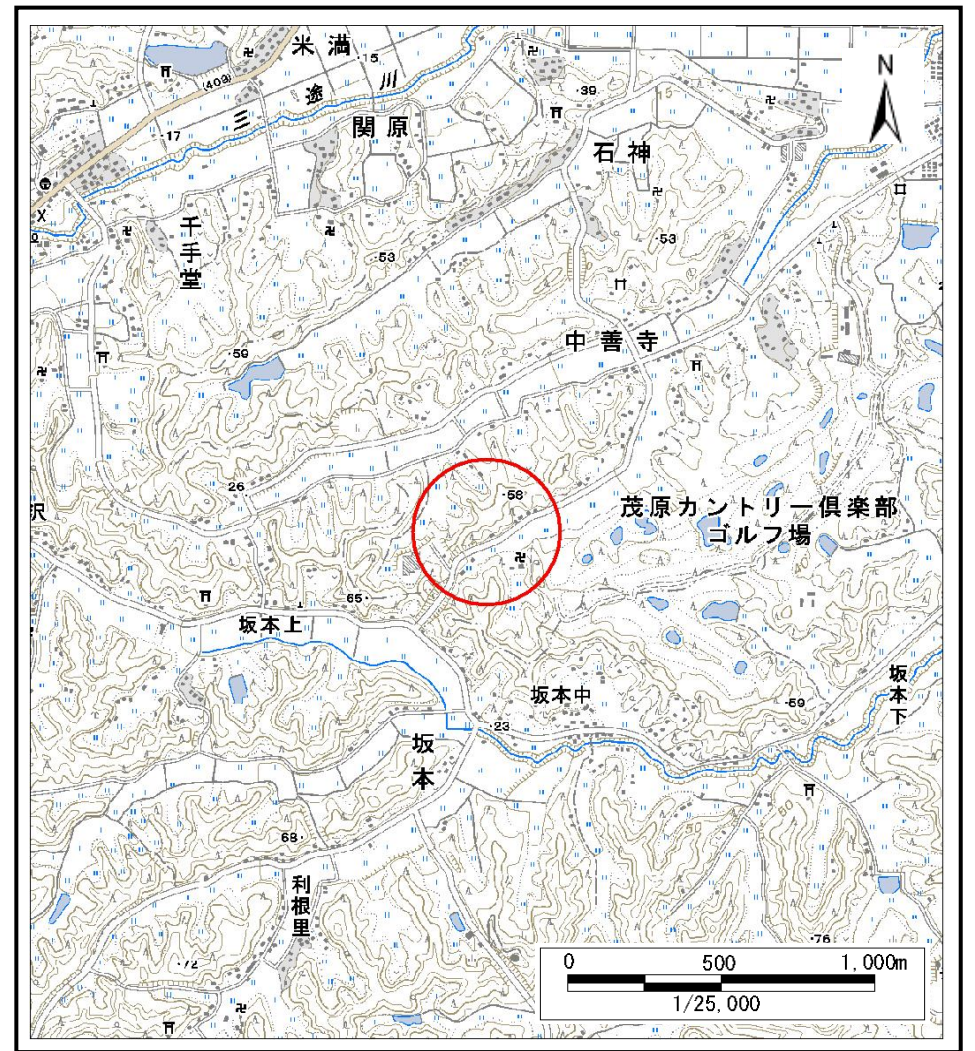 米満
(409)
・15
三途川
関原
・39
15
N
・17
石神
X
千手堂
・53
・53
中善寺
・59
・58
26
茂原カントリー倶楽部
ゴルフ場
沢
65・
坂本上
坂本中
坂本下
・59
・23
坂本
68・
50
利根里
・76
・72
0 500 1,000m
1/25,000